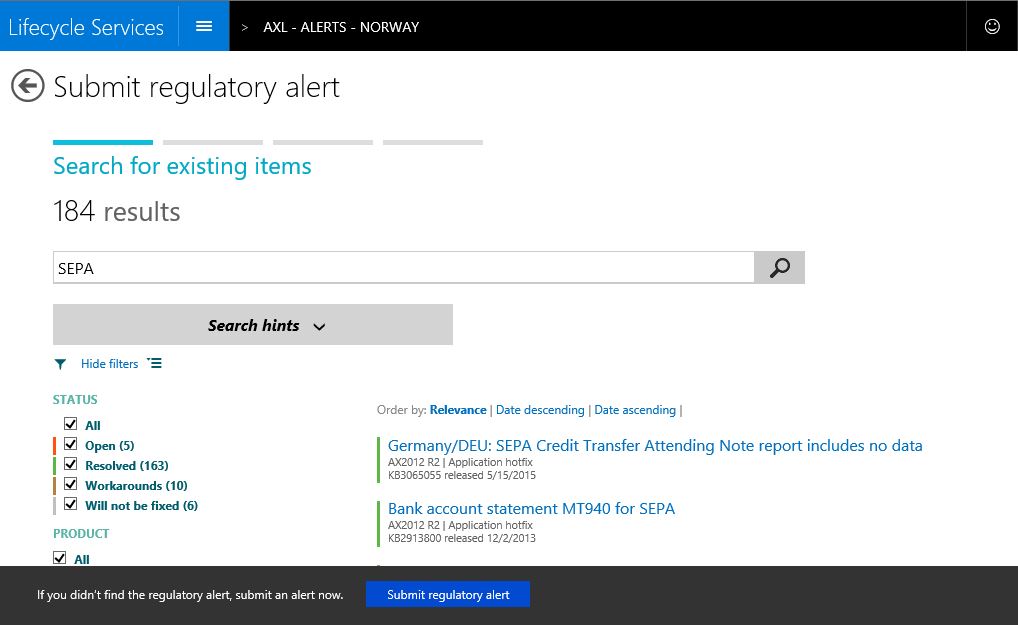 Lifecycle Services > AXL - ALERTS - NORWAY
Submit regulatory alert
Search for existing items
184 results
SEPA
Search hints
Hide filters
STATUS
All
Open (5)
Resolved (163)
Workarounds (10)
Will not be fixed (6)
PRODUCT
All
Order by: Relevance | Date descending | Date ascending |
Germany/DEU: SEPA Credit Transfer Attending Note report includes no data
AX2012 R2 | Application hotfix
KB3065055 released 5/15/2015
Bank account statement MT940 for SEPA
AX2012 R2 | Application hotfix
KB2913800 released 12/2/2013
If you didn't find the regulatory alert, submit an alert now. Submit regulatory alert